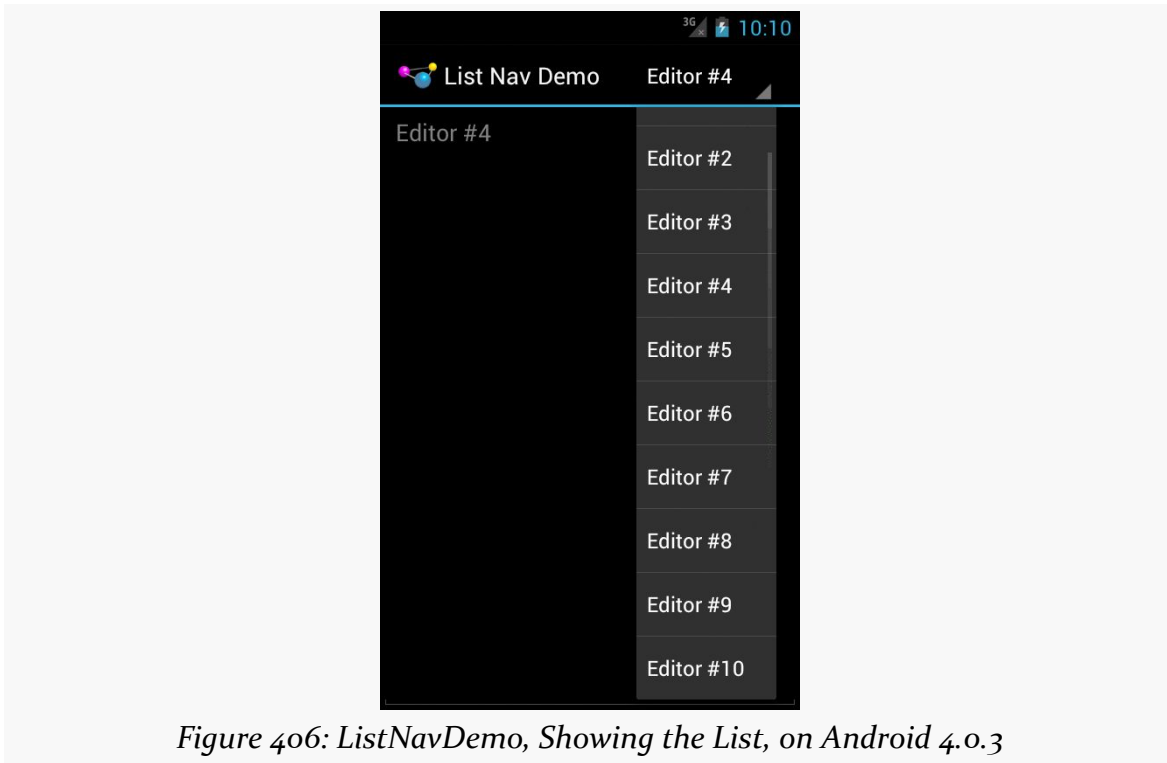 3G 10:10
List Nav Demo Editor #4
Editor #4
Editor #2
Editor #3
Editor #4
Editor #5
Editor #6
Editor #7
Editor #8
Editor #9
Editor #10
Figure 406: ListNavDemo, Showing the List, on Android 4.0.3